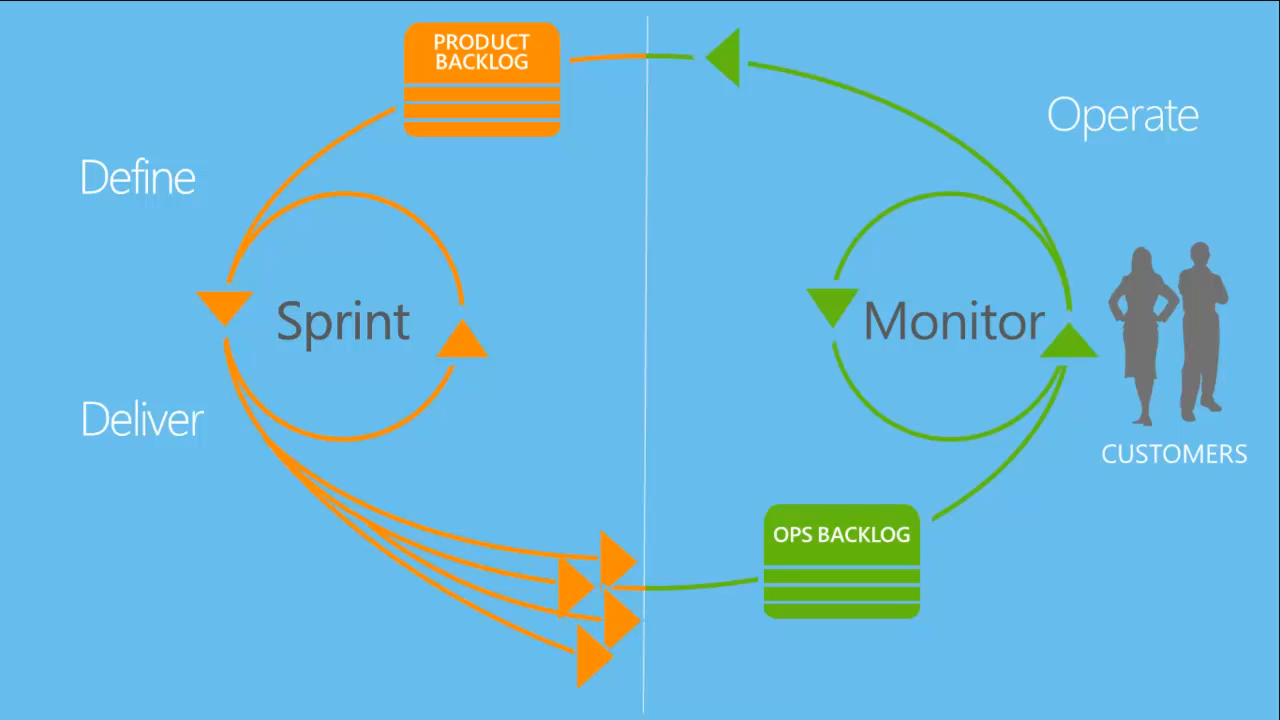 PRODUCT
BACKLOG
Operate
Define
Sprint
Monitor
Deliver
CUSTOMERS
OPS BACKLOG